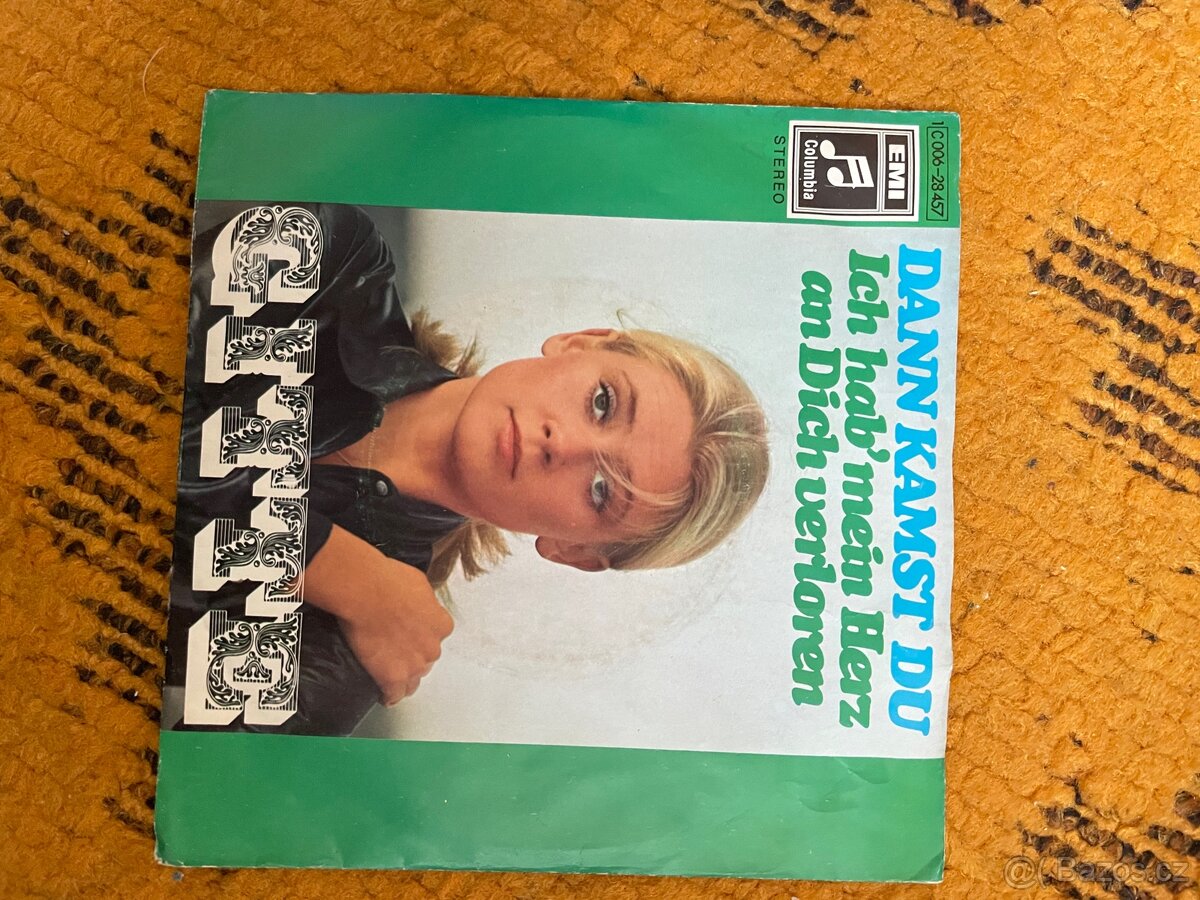 1C 006-28 457
EMI
Columbia
STEREO
DANN KAMST DU
Ich hab' mein Herz
an Dich verloren
GITTE
@( Bazos.cz